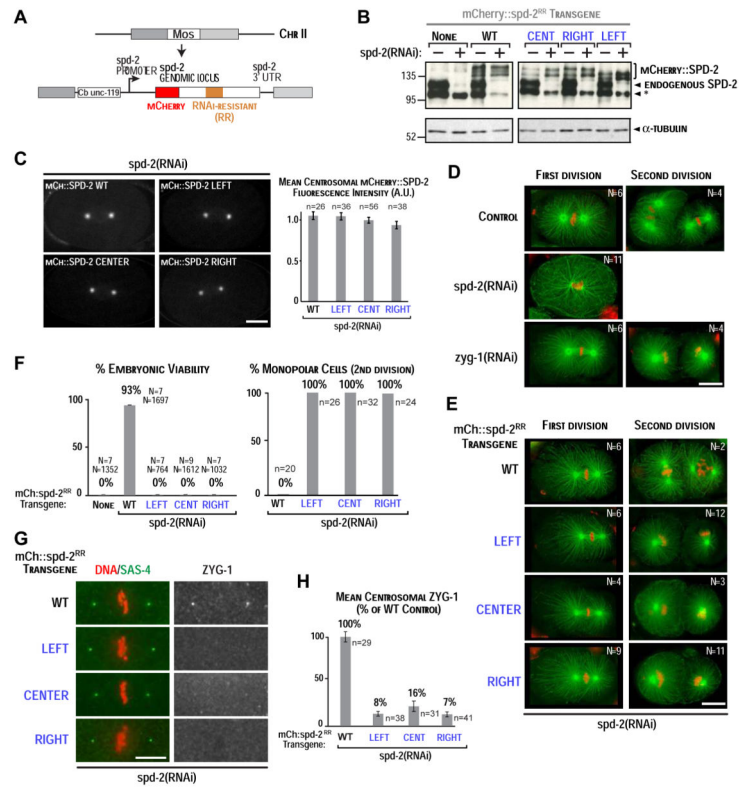 A
Mos
CHR II
spd-2 PROMOTER
spd-2 GENOMIC LOCUS
spd-2 3' UTR
Cb unc-119
MCHERRY
RNAI-RESISTANT (RR)
B
MCHERRY::SPD-2RR TRANSGENE
NONE WT CENT RIGHT LEFT
spd-2(RNAi) - + - + - + - + - +
135
95
52
MCHERRY::SPD-2
ENDOGENOUS SPD-2
*
α-TUBULIN
C
spd-2(RNAi)
MCH::SPD-2 WT
MCH::SPD-2 LEFT
MCH::SPD-2 CENTER
MCH::SPD-2 RIGHT
MEAN CENTROSOMAL MCHERRY::SPD-2
FLUORESCENCE INTENSITY (A.U.)
n=26 n=36 n=56 n=38
1.0
0.5
0
WT LEFT CENT RIGHT
spd-2(RNAi)
D
FIRST DIVISION SECOND DIVISION
CONTROL
N=6 N=4
spd-2(RNAi)
N=11
zyg-1(RNAi)
N=6 N=4
E
mCh::spd-2RR
TRANSGENE
FIRST DIVISION SECOND DIVISION
WT
N=6 N=2
LEFT
N=6 N=12
CENTER
N=4 N=3
RIGHT
N=9 N=11
spd-2(RNAi)
F
% EMBRYONIC VIABILITY
100
50
0
93%
N=7
N=1697
N=7
N=1352
0%
N=7
N=764
0%
N=9
N=1612
0%
N=7
N=1032
0%
mCh:spd-2RR
Transgene:
NONE WT LEFT CENT RIGHT
spd-2(RNAi)
% MONOPOLAR CELLS (2ND DIVISION)
100
50
0
n=20
0%
100% 100% 100%
n=26 n=32 n=24
WT LEFT CENT RIGHT
spd-2(RNAi)
G
mCh::spd-2RR
TRANSGENE
DNA/SAS-4 ZYG-1
WT
LEFT
CENTER
RIGHT
spd-2(RNAi)
H
MEAN CENTROSOMAL ZYG-1
(% OF WT CONTROL)
100
50
0
100%
n=29
8%
n=38
16%
n=31
7%
n=41
mCh::spd-2RR
Transgene:
WT LEFT CENT RIGHT
spd-2(RNAi)